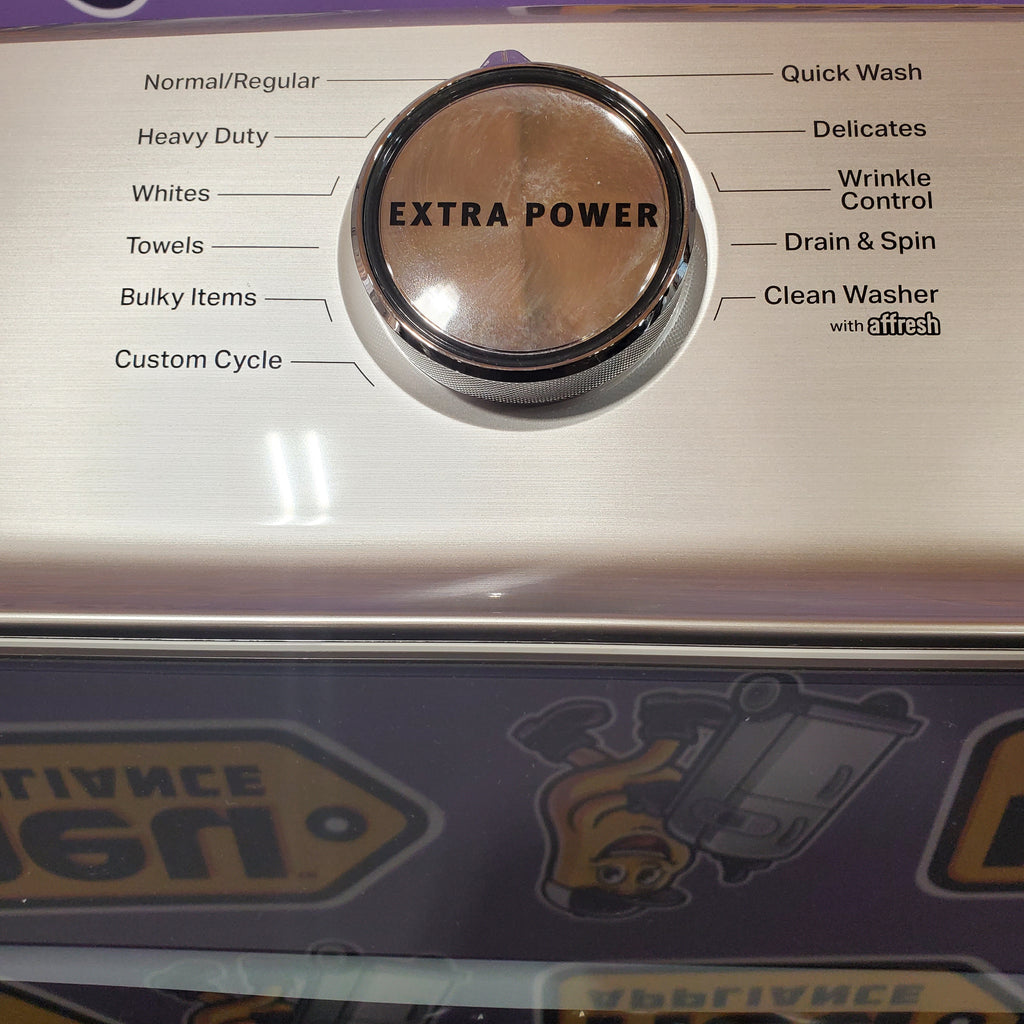 Normal/Regular
Heavy Duty
Whites
Towels
Bulky Items
Custom Cycle
EXTRA POWER
Quick Wash
Delicates
Wrinkle
Control
Drain & Spin
Clean Washer
with affresh
APPLIANCE